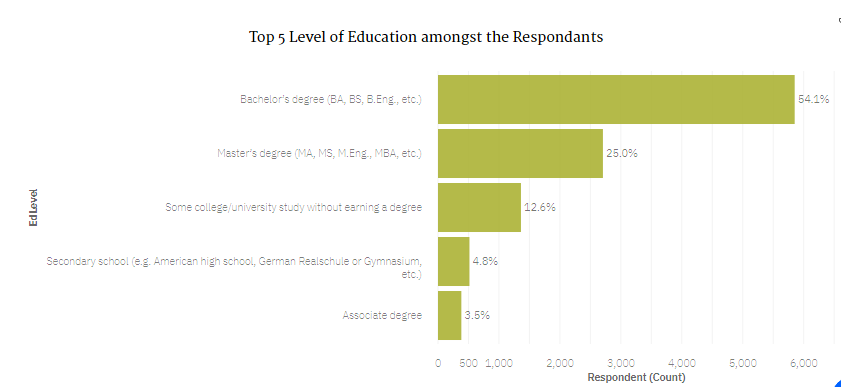 Top 5 Level of Education amongst the Respondants
Bachelor's degree (BA, BS, B.Eng., etc.)
54.1%
Master's degree (MA, MS, M.Eng., MBA, etc.)
25.0%
Some college/university study without earning a degree
12.6%
Secondary school (e.g. American high school, German Realschule or Gymnasium,
etc.)
4.8%
Associate degree
3.5%
EdLevel
0 500 1,000 2,000 3,000 4,000 5,000 6,000
Respondent (Count)